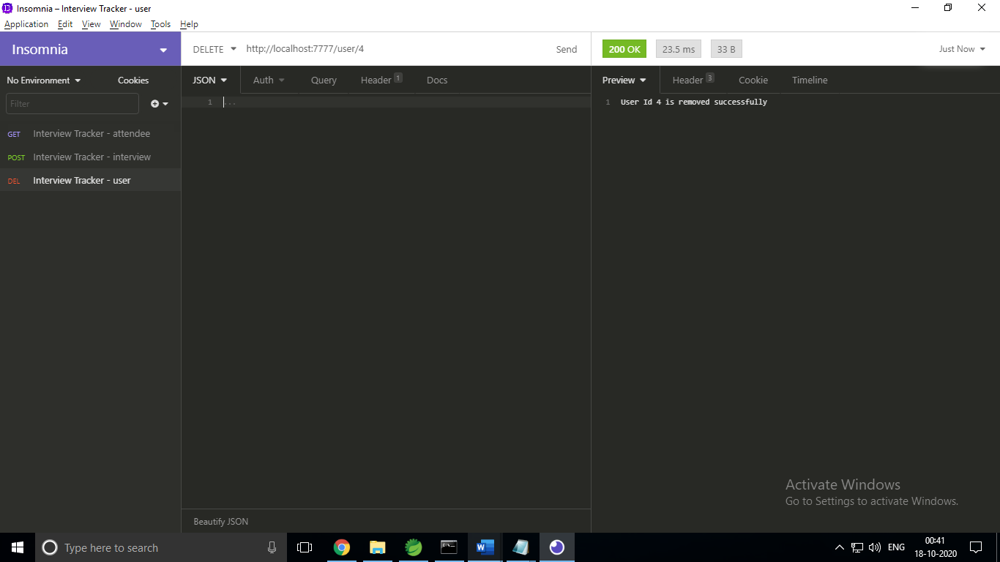 Insomnia – Interview Tracker - user
Application Edit View Window Tools Help
Insomnia
DELETE http://localhost:7777/user/4 Send
200 OK 23.5 ms 33 B Just Now
No Environment Cookies
JSON Auth Query Header 1 Docs
Preview Header 3 Cookie Timeline
Filter
1 ...
1 User Id 4 is removed successfully
GET Interview Tracker - attendee
POST Interview Tracker - interview
DEL Interview Tracker - user
Activate Windows
Go to Settings to activate Windows.
Beautify JSON
Type here to search
ENG
00:41
18-10-2020